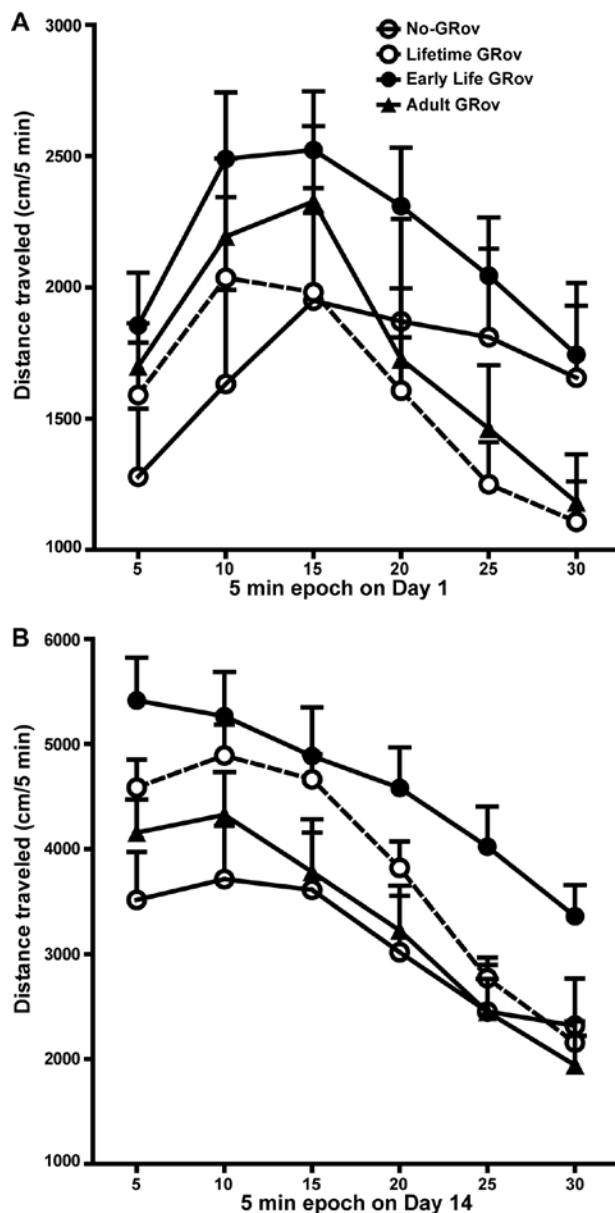 A
3000
2500
2000
1500
1000
Distance traveled (cm/5 min)
No-GRov
Lifetime GRov
Early Life GRov
Adult GRov
5 10 15 20 25 30
5 min epoch on Day 1
B
6000
5000
4000
3000
2000
1000
Distance traveled (cm/5 min)
5 10 15 20 25 30
5 min epoch on Day 14